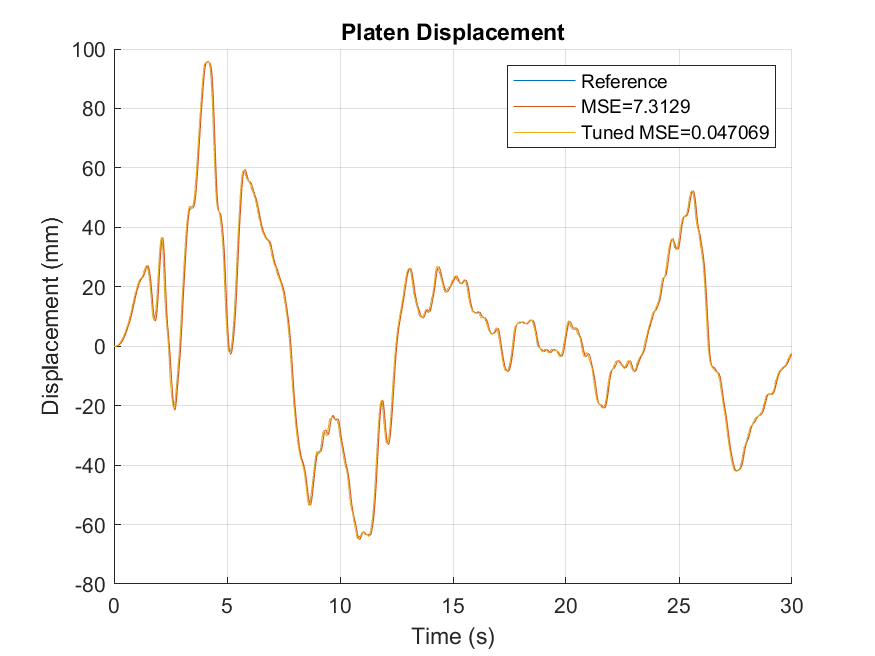 Platen Displacement
Reference
MSE=7.3129
Tuned MSE=0.047069
Displacement (mm)
100
80
60
40
20
0
-20
-40
-60
-80
0 5 10 15 20 25 30
Time (s)